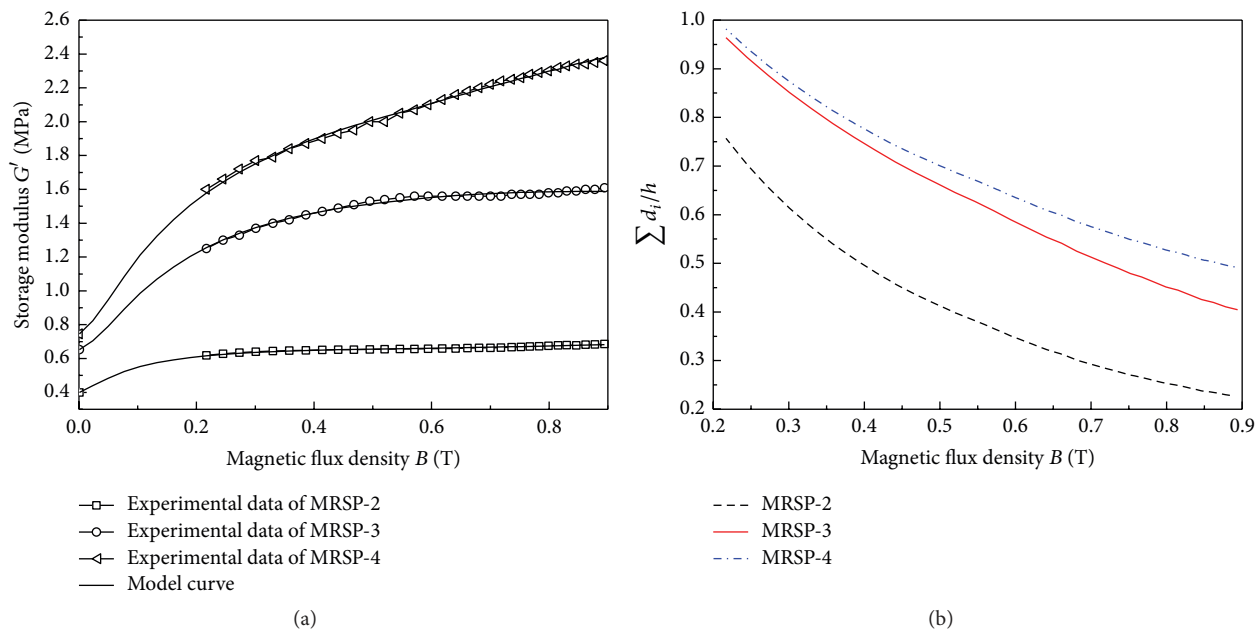 2.6
2.4
2.2
2.0
1.8
1.6
1.4
1.2
1.0
0.8
0.6
0.4
Storage modulus G′ (MPa)
0.0 0.2 0.4 0.6 0.8
Magnetic flux density B (T)
Experimental data of MRSP-2
Experimental data of MRSP-3
Experimental data of MRSP-4
Model curve
(a)
1.0
0.9
0.8
0.7
0.6
0.5
0.4
0.3
0.2
∑ dᵢ/h
0.2 0.3 0.4 0.5 0.6 0.7 0.8 0.9
Magnetic flux density B (T)
MRSP-2
MRSP-3
MRSP-4
(b)